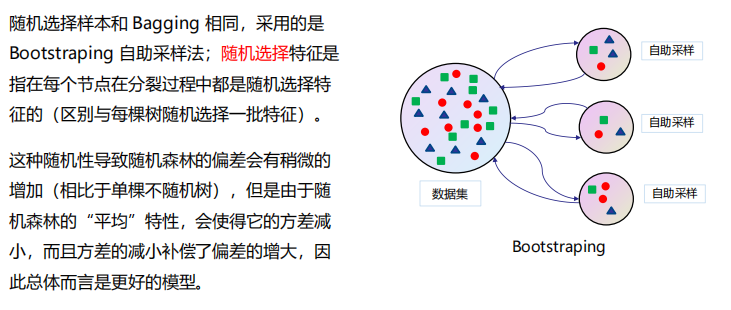 随机选择样本和 Bagging 相同，采用的是
Bootstraping 自助采样法；随机选择特征是
指在每个节点在分裂过程中都是随机选择特
征的（区别与每棵树随机选择一批特征）。
这种随机性导致随机森林的偏差会有稍微的
增加（相比于单棵不随机树），但是由于随
机森林的“平均”特性，会使得它的方差减
小，而且方差的减小补偿了偏差的增大，因
此总体而言是更好的模型。
自助采样
自助采样
自助采样
数据集
Bootstraping